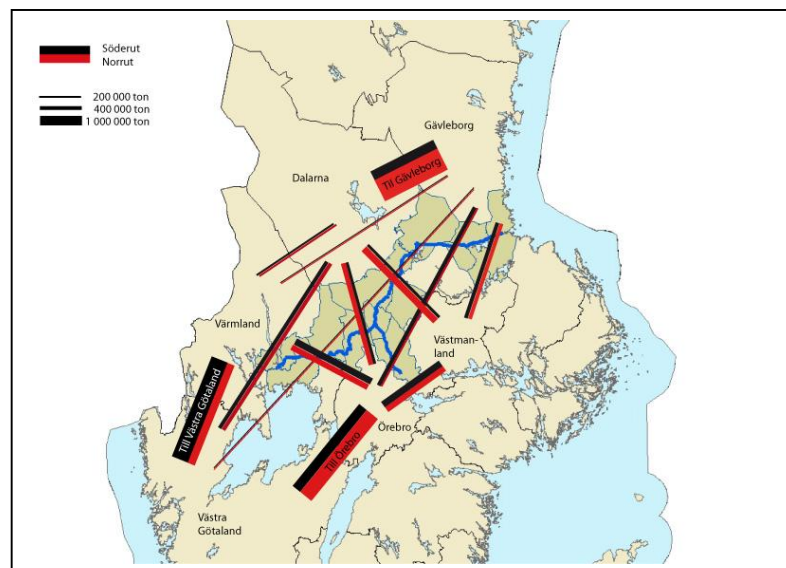 Söderut
Norrut
200 000 ton
400 000 ton
1 000 000 ton
Gävleborg
Til Gävleborg
Dalarna
Värmland
Västman-
land
Till Västra Götaland
Till Örebro
Örebro
Västra
Götaland